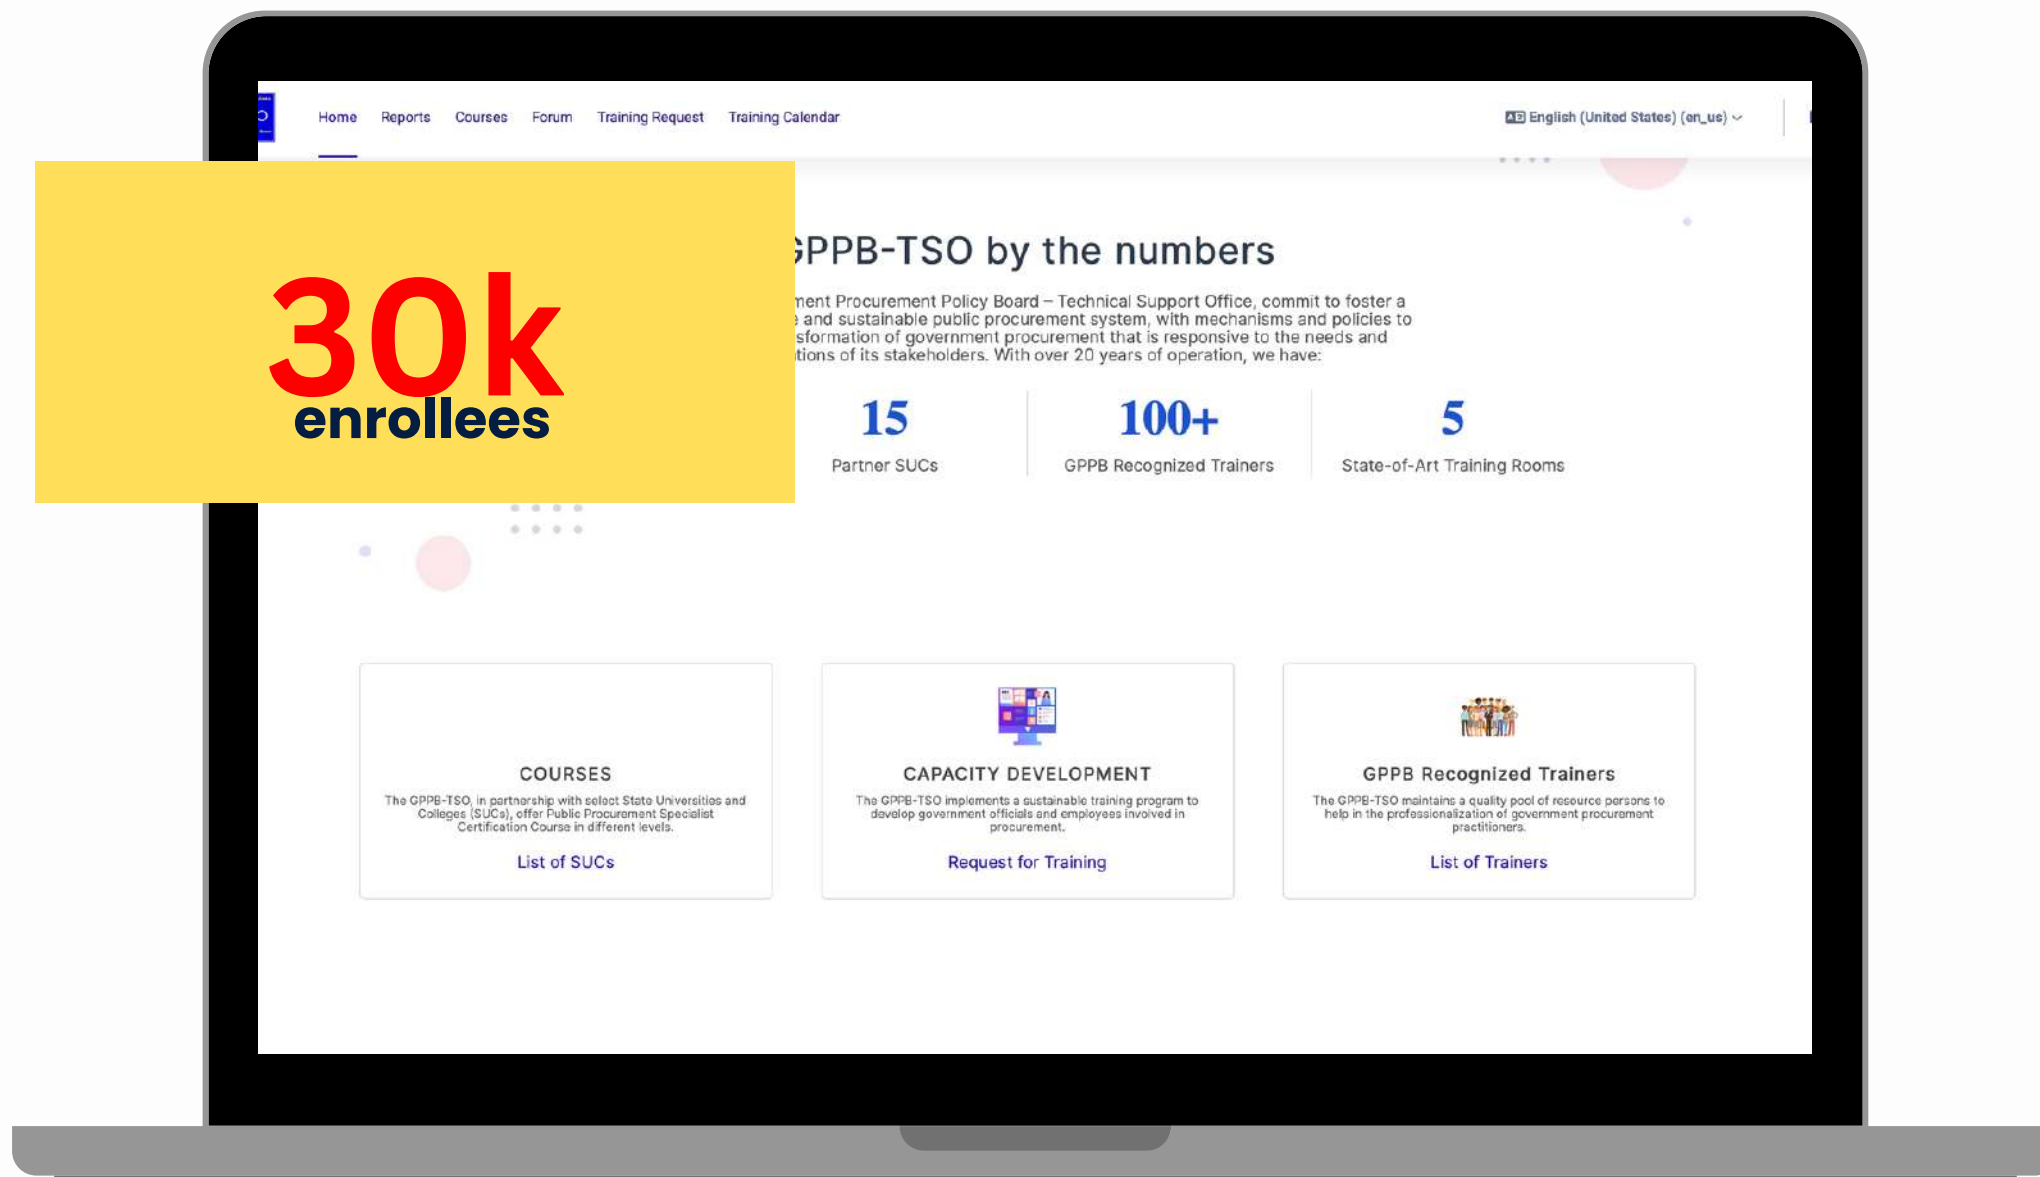 Home Reports Courses Forum Training Request Training Calendar English (United States) (en_us)
30k
enrollees
PPB-TSO by the numbers
Procurement Policy Board – Technical Support Office, commit to foster a
and sustainable public procurement system, with mechanisms and policies to
of government procurement that is responsive to the needs and
of its stakeholders. With over 20 years of operation, we have:
15
Partner SUCs
100+
GPPB Recognized Trainers
5
State-of-Art Training Rooms
COURSES
The GPPB-TSO, in partnership with select State Universities and
Colleges (SUCs), offer Public Procurement Specialist
Certification Course in different levels.
List of SUCs
CAPACITY DEVELOPMENT
The GPPB-TSO implements a sustainable training program to
develop government officials and employees involved in
procurement.
Request for Training
GPPB Recognized Trainers
The GPPB-TSO maintains a quality pool of resource persons to
help in the professionalization of government procurement
practitioners.
List of Trainers